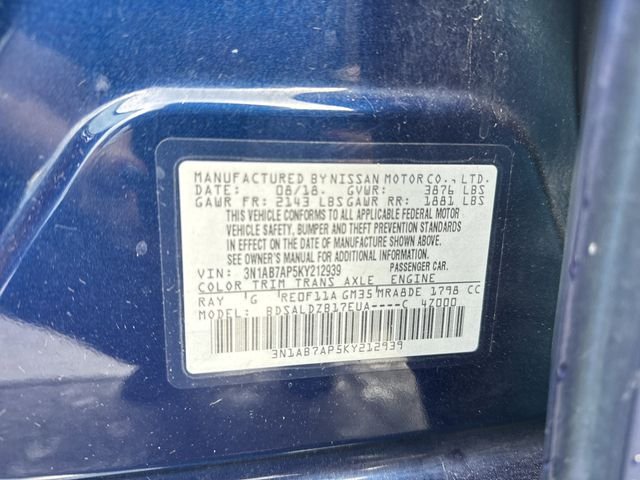 MANUFACTURED BY NISSAN MOTOR CO., LTD.
DATE: 08/18. GVWR: 3876 LBS
GAWR FR: 2143 LBS GAWR RR: 1881 LBS
THIS VEHICLE CONFORMS TO ALL APPLICABLE FEDERAL MOTOR
VEHICLE SAFETY, BUMPER AND THEFT PREVENTION STANDARDS
IN EFFECT ON THE DATE OF MANUFACTURE SHOWN ABOVE.
SEE OWNER'S MANUAL FOR ADDITIONAL INFORMATION.
VIN: 3N1AB7AP5KY212939 PASSENGER CAR.
COLOR TRIM TRANS AXLE ENGINE
RAY 'G 'RE0F11A GM35 MRA8DE 1798 CC
MODEL: BDSALDZB17EUA----C 4Z000
3N1AB7AP5KY212939